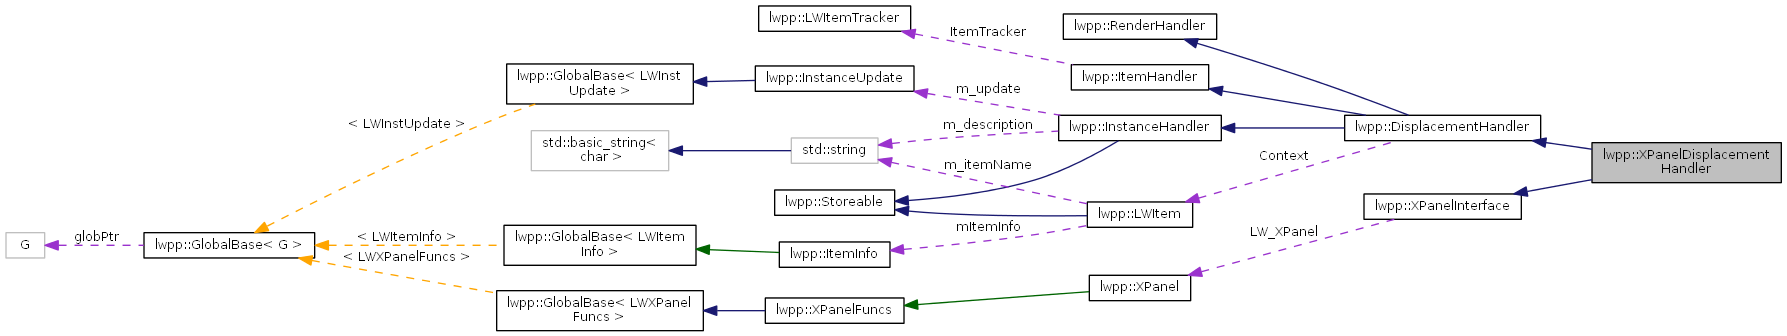 lwpp::LWItemTracker
ItemTracker
lwpp::RenderHandler
lwpp::GlobalBase< LWInst
Update >
lwpp::InstanceUpdate
lwpp::ItemHandler
m_update
< LWInstUpdate >
std::basic_string<
char >
std::string
m_description
lwpp::InstanceHandler
lwpp::DisplacementHandler
lwpp::XPanelDisplacement
Handler
m_itemName
Context
lwpp::Storeable
lwpp::LWItem
lwpp::XPanelInterface
G
globPtr
lwpp::GlobalBase< G >
< LWItemInfo >
< LWXPanelFuncs >
lwpp::GlobalBase< LWItem
Info >
lwpp::ItemInfo
mItemInfo
LW_XPanel
lwpp::XPanel
lwpp::GlobalBase< LWXPanel
Funcs >
lwpp::XPanelFuncs